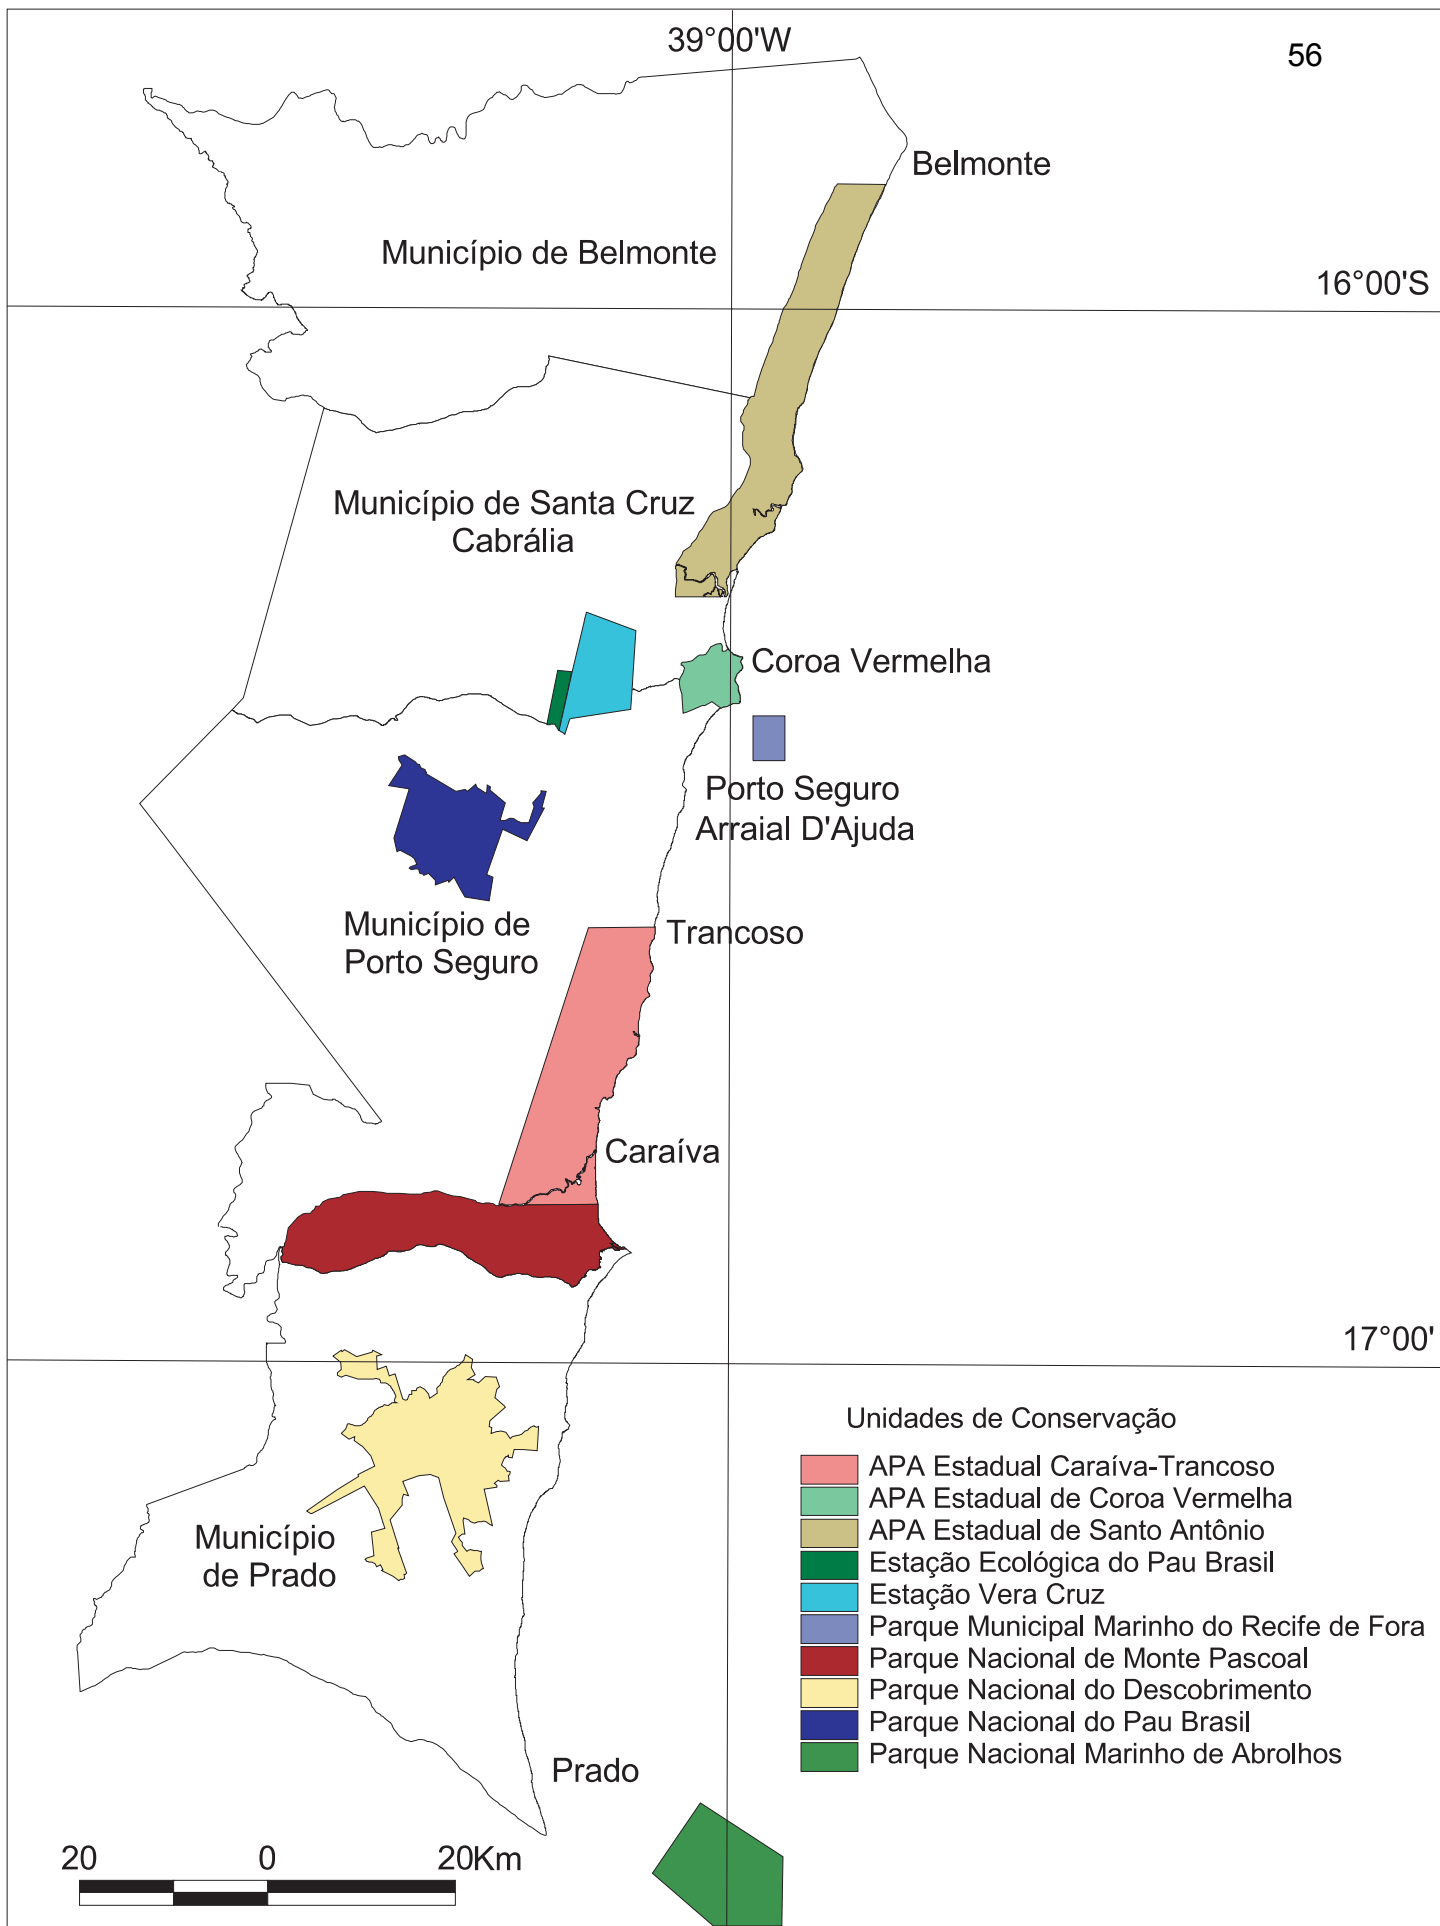 39°00'W
56
Belmonte
Município de Belmonte
16°00'S
Município de Santa Cruz
Cabrália
Coroa Vermelha
Porto Seguro
Arraial D'Ajuda
Município de
Porto Seguro
Trancoso
Caraíva
17°00'
Unidades de Conservação
APA Estadual Caraíva-Trancoso
APA Estadual de Coroa Vermelha
APA Estadual de Santo Antônio
Estação Ecológica do Pau Brasil
Estação Vera Cruz
Parque Municipal Marinho do Recife de Fora
Parque Nacional de Monte Pascoal
Parque Nacional do Descobrimento
Parque Nacional do Pau Brasil
Parque Nacional Marinho de Abrolhos
Município
de Prado
Prado
20 0 20Km